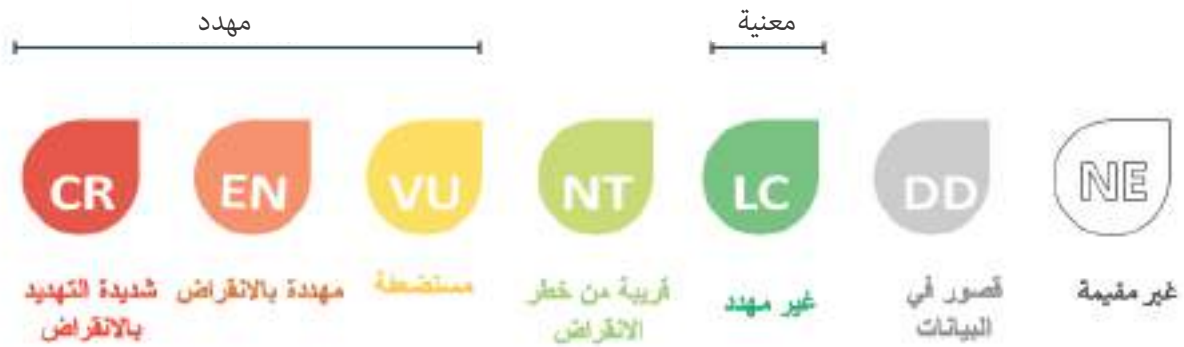 مهدد
معنية
CR
EN
VU
NT
LC
DD
NE
شديدة التهديد
بالانقراض
مهددة بالانقراض
مستضعفة
قريبة من خطر
الانقراض
غير مهدد
قصور في
البيانات
غير مقيمة